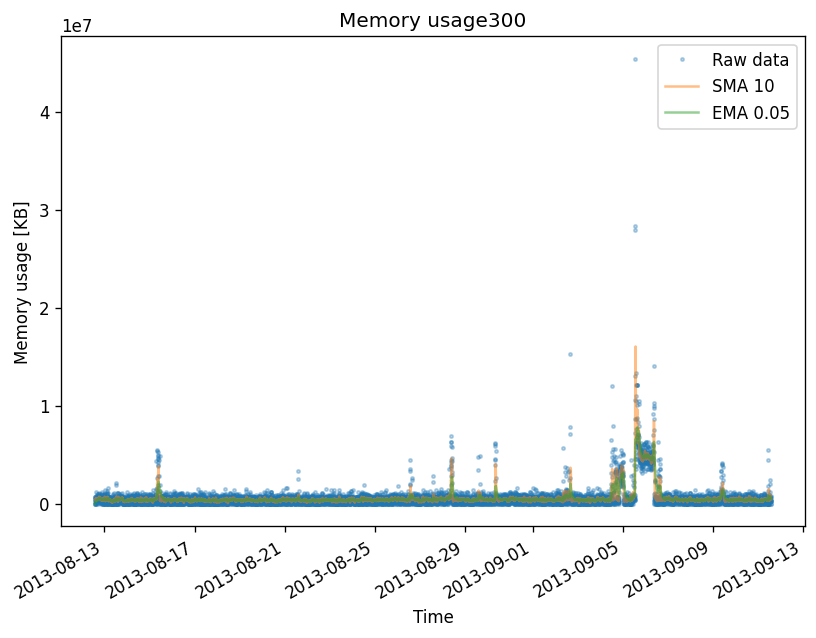 Memory usage300
1e7
Raw data
SMA 10
EMA 0.05
4
3
2
1
0
Memory usage [KB]
2013-08-13
2013-08-17
2013-08-21
2013-08-25
2013-08-29
2013-09-01
2013-09-05
2013-09-09
2013-09-13
Time